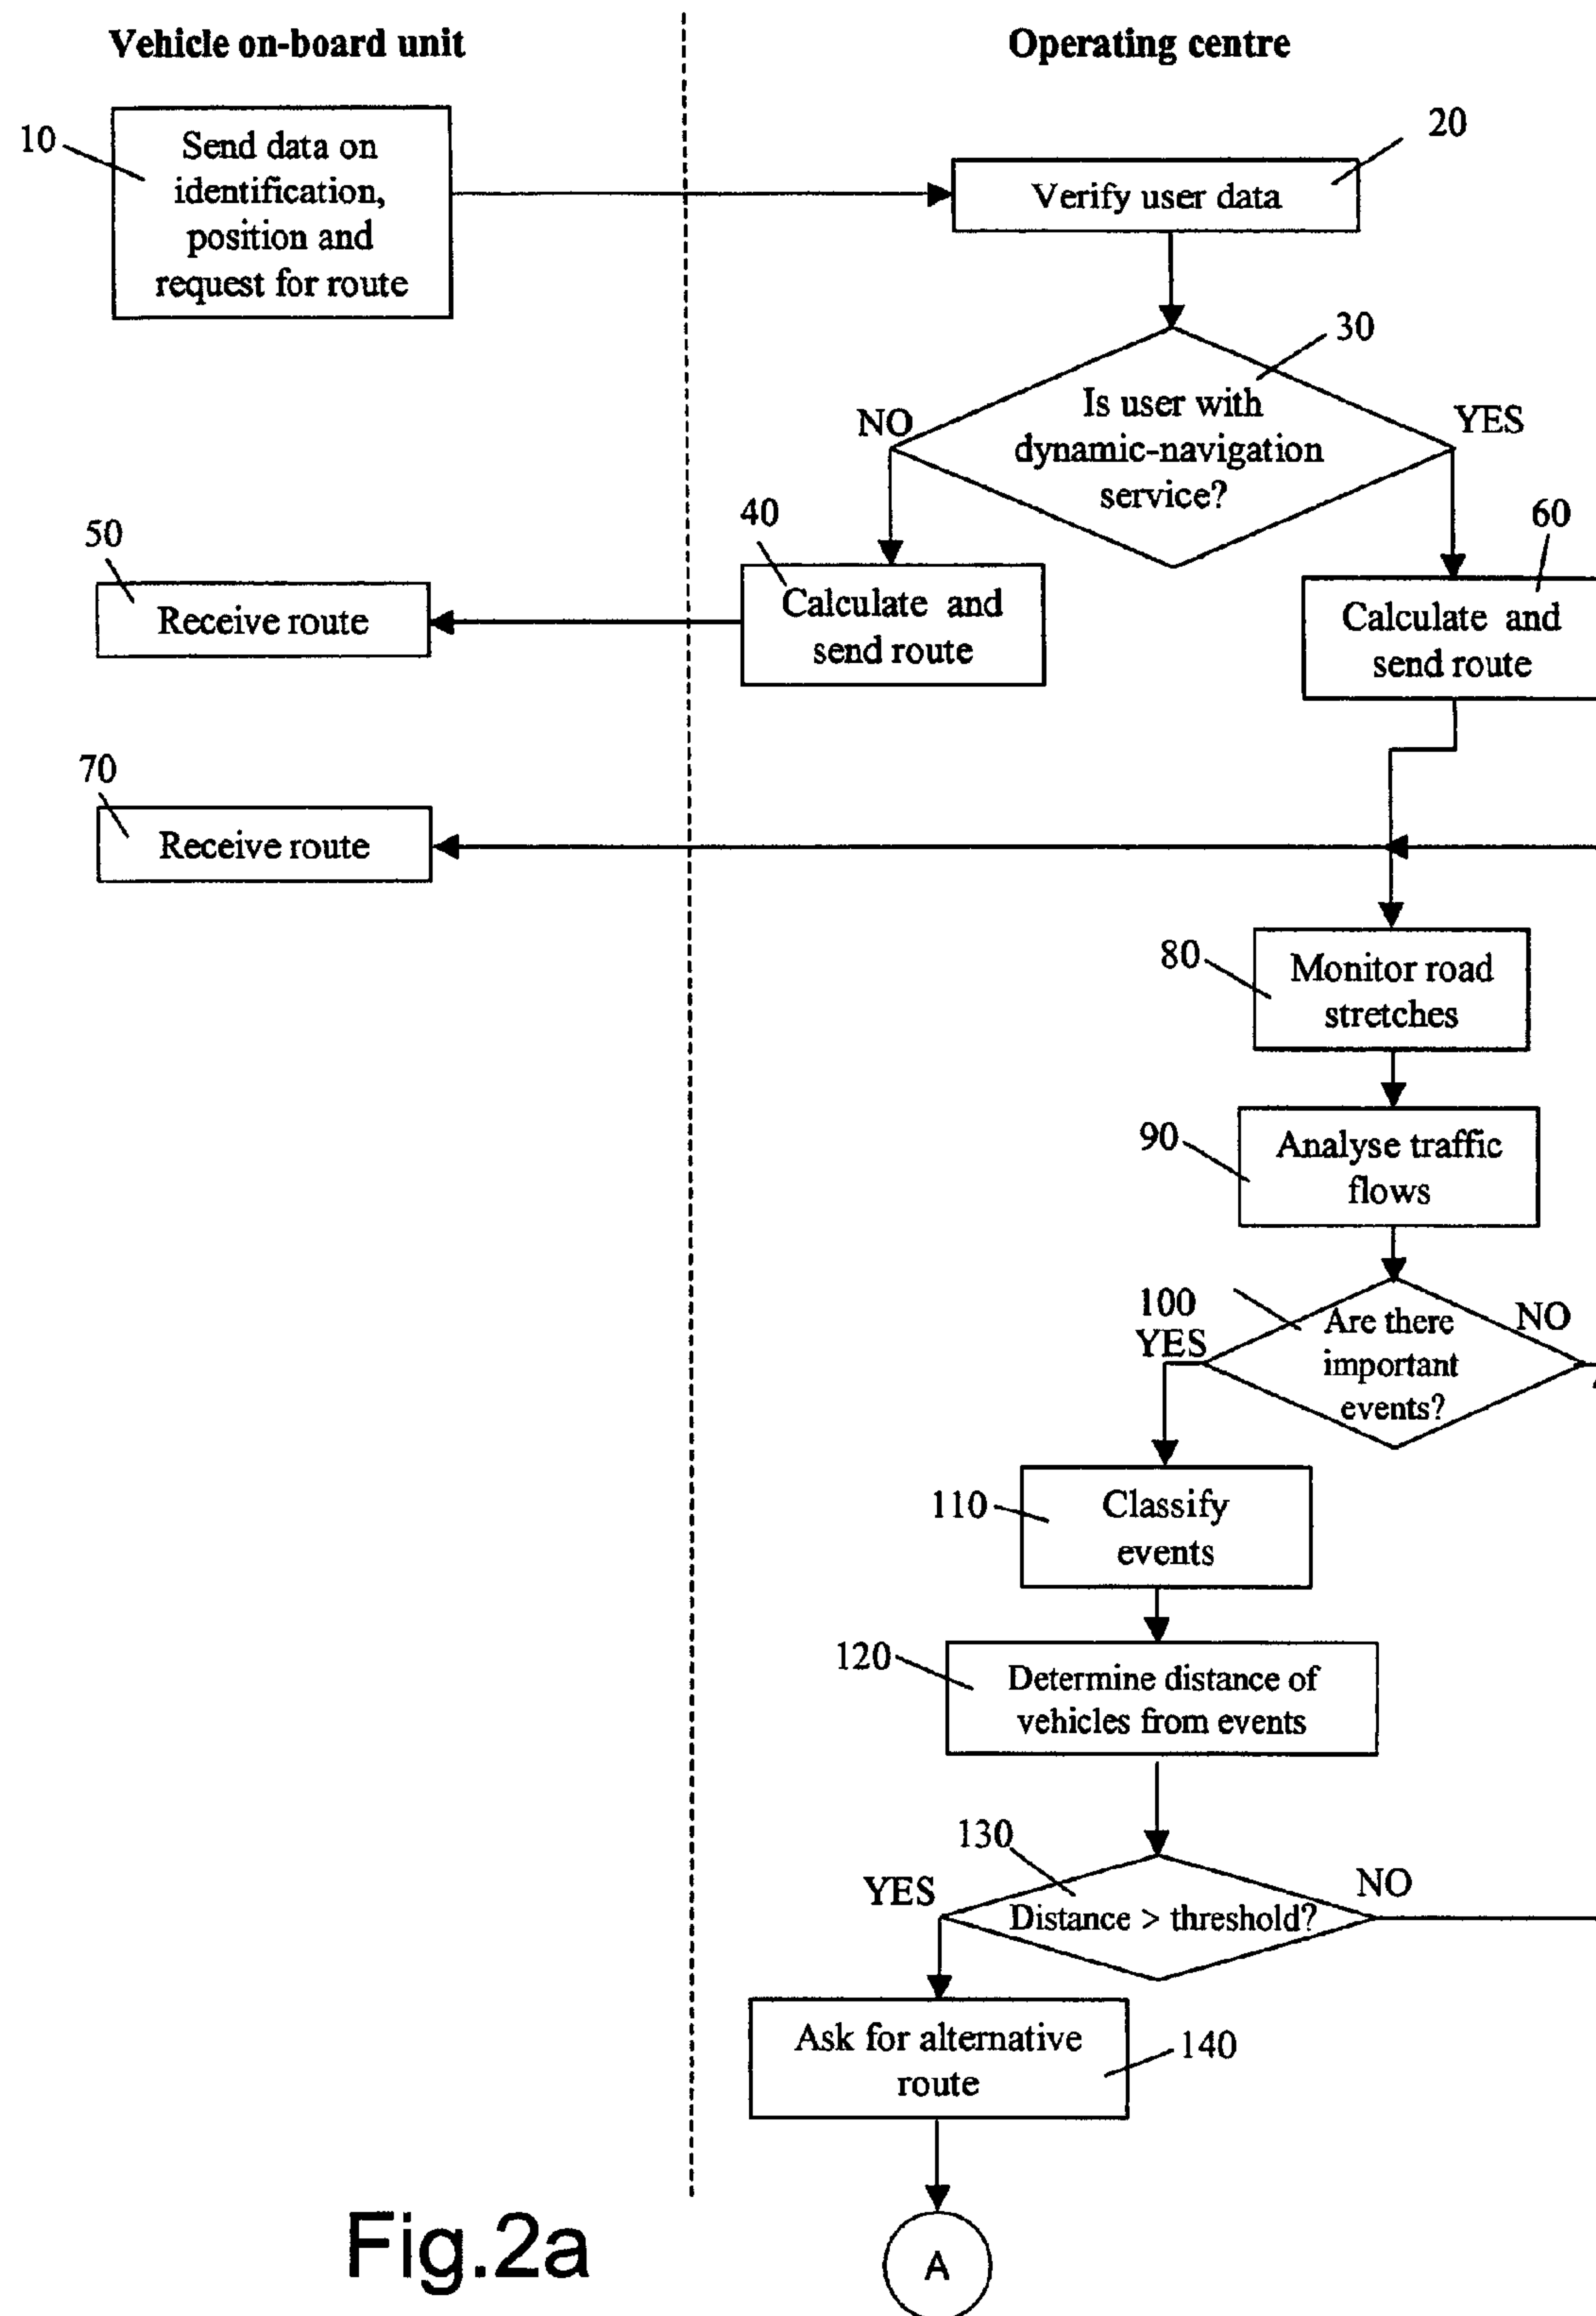 Vehicle on-board unit
Operating centre
10
Send data on
identification,
position and
request for route
20
Verify user data
30
Is user with
dynamic-navigation
service?
NO
YES
40
Calculate and
send route
50
Receive route
60
Calculate and
send route
70
Receive route
80
Monitor road
stretches
90
Analyse traffic
flows
100
Are there
important
events?
YES
NO
110
Classify
events
120
Determine distance of
vehicles from events
130
Distance > threshold?
YES
NO
140
Ask for alternative
route
A
Fig.2a